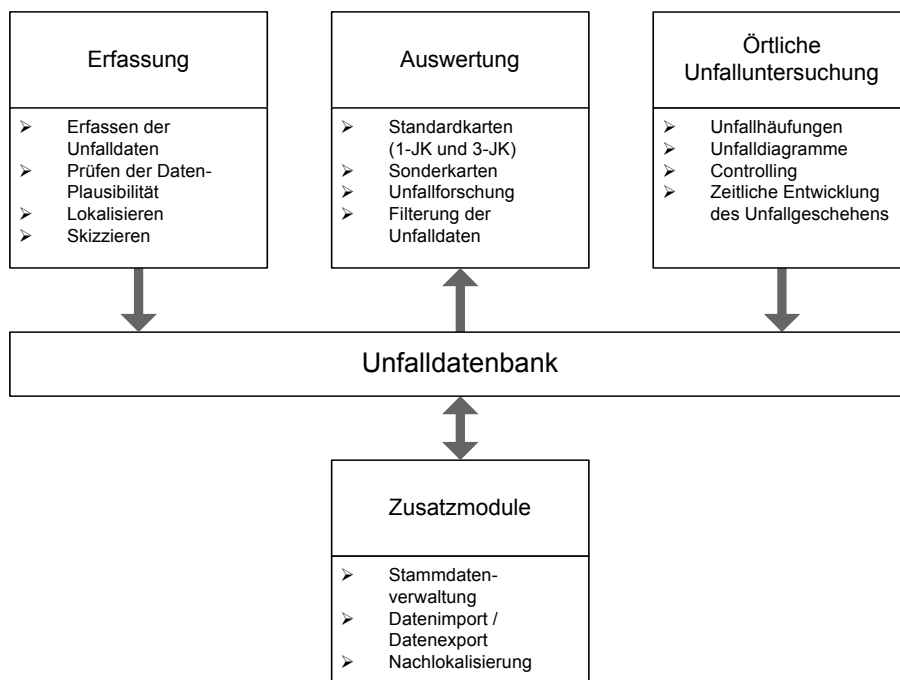 Erfassung
Erfassen der
Unfalldaten
Prüfen der Daten-
Plausibilität
Lokalisieren
Skizzieren
Auswertung
Standardkarten
(1-JK und 3-JK)
Sonderkarten
Unfallforschung
Filterung der
Unfalldaten
Örtliche
Unfalluntersuchung
Unfallhäufungen
Unfalldiagramme
Controlling
Zeitliche Entwicklung
des Unfallgeschehens
Unfalldatenbank
Zusatzmodule
Stammdaten-
verwaltung
Datenimport /
Datenexport
Nachlokalisierung